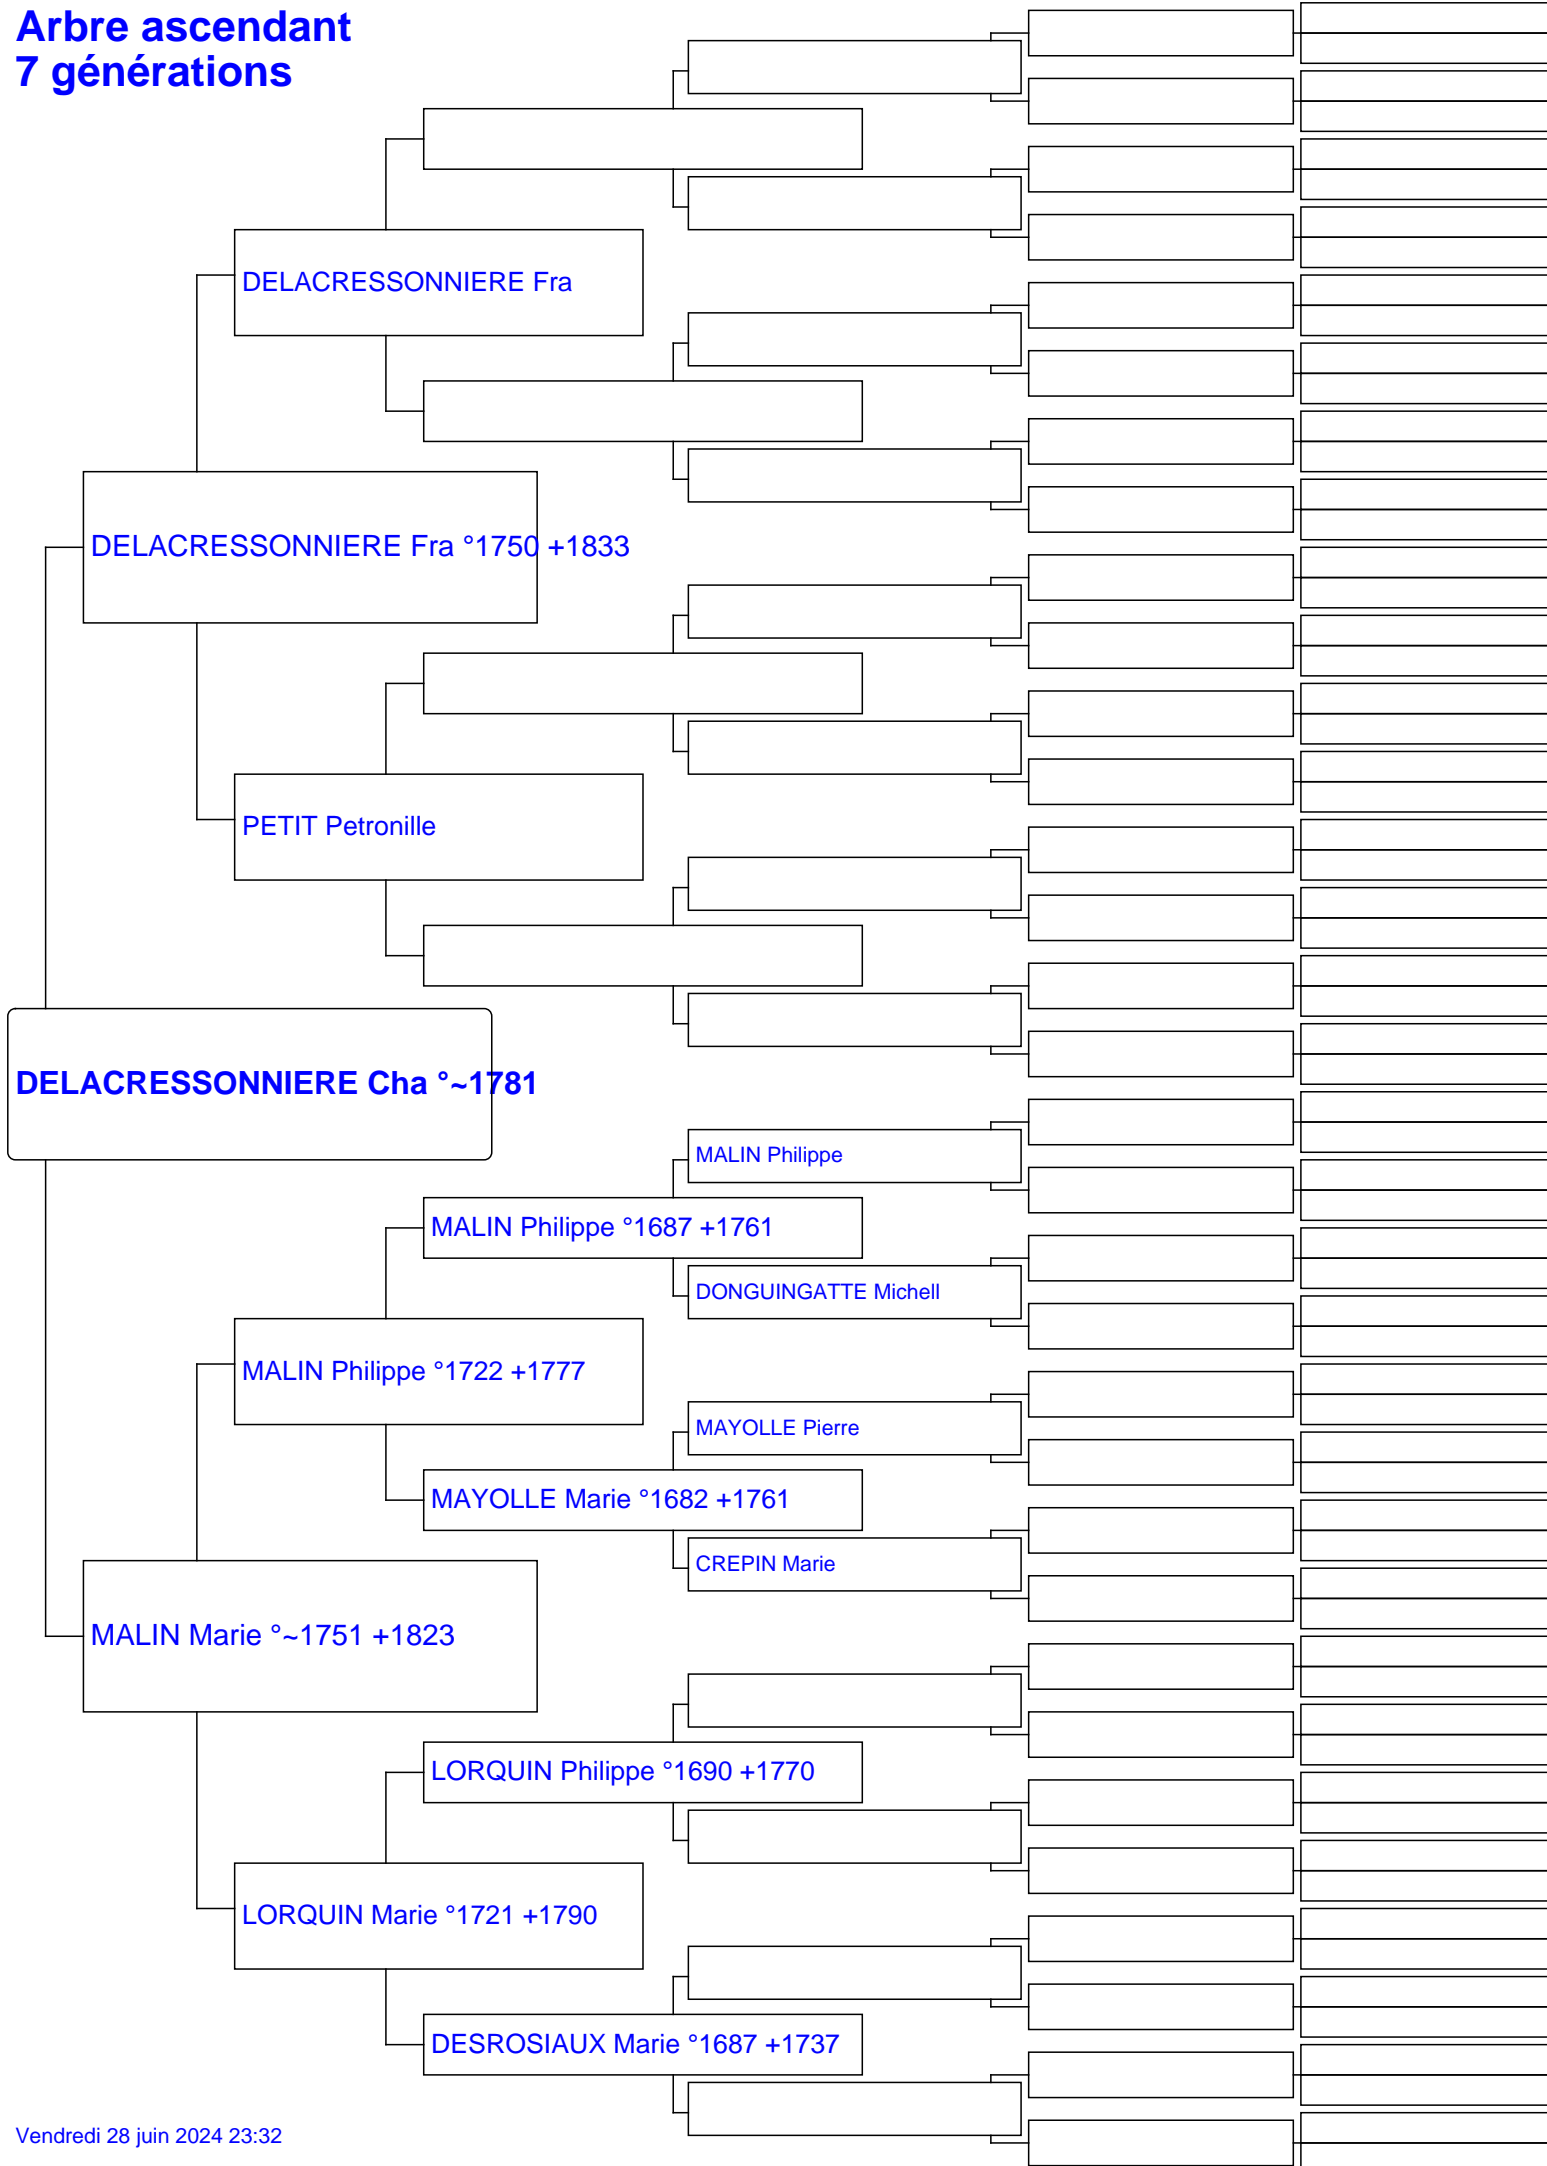 Arbre ascendant
7 générations
DELACRESSONNIERE Fra
DELACRESSONNIERE Fra °1750 +1833
PETIT Petronille
DELACRESSONNIERE Cha °~1781
MALIN Philippe
MALIN Philippe °1687 +1761
DONGUINGATTE Michell
MALIN Philippe °1722 +1777
MAYOLLE Pierre
MAYOLLE Marie °1682 +1761
CREPIN Marie
MALIN Marie °~1751 +1823
LORQUIN Philippe °1690 +1770
LORQUIN Marie °1721 +1790
DESROSIAUX Marie °1687 +1737
Vendredi 28 juin 2024 23:32